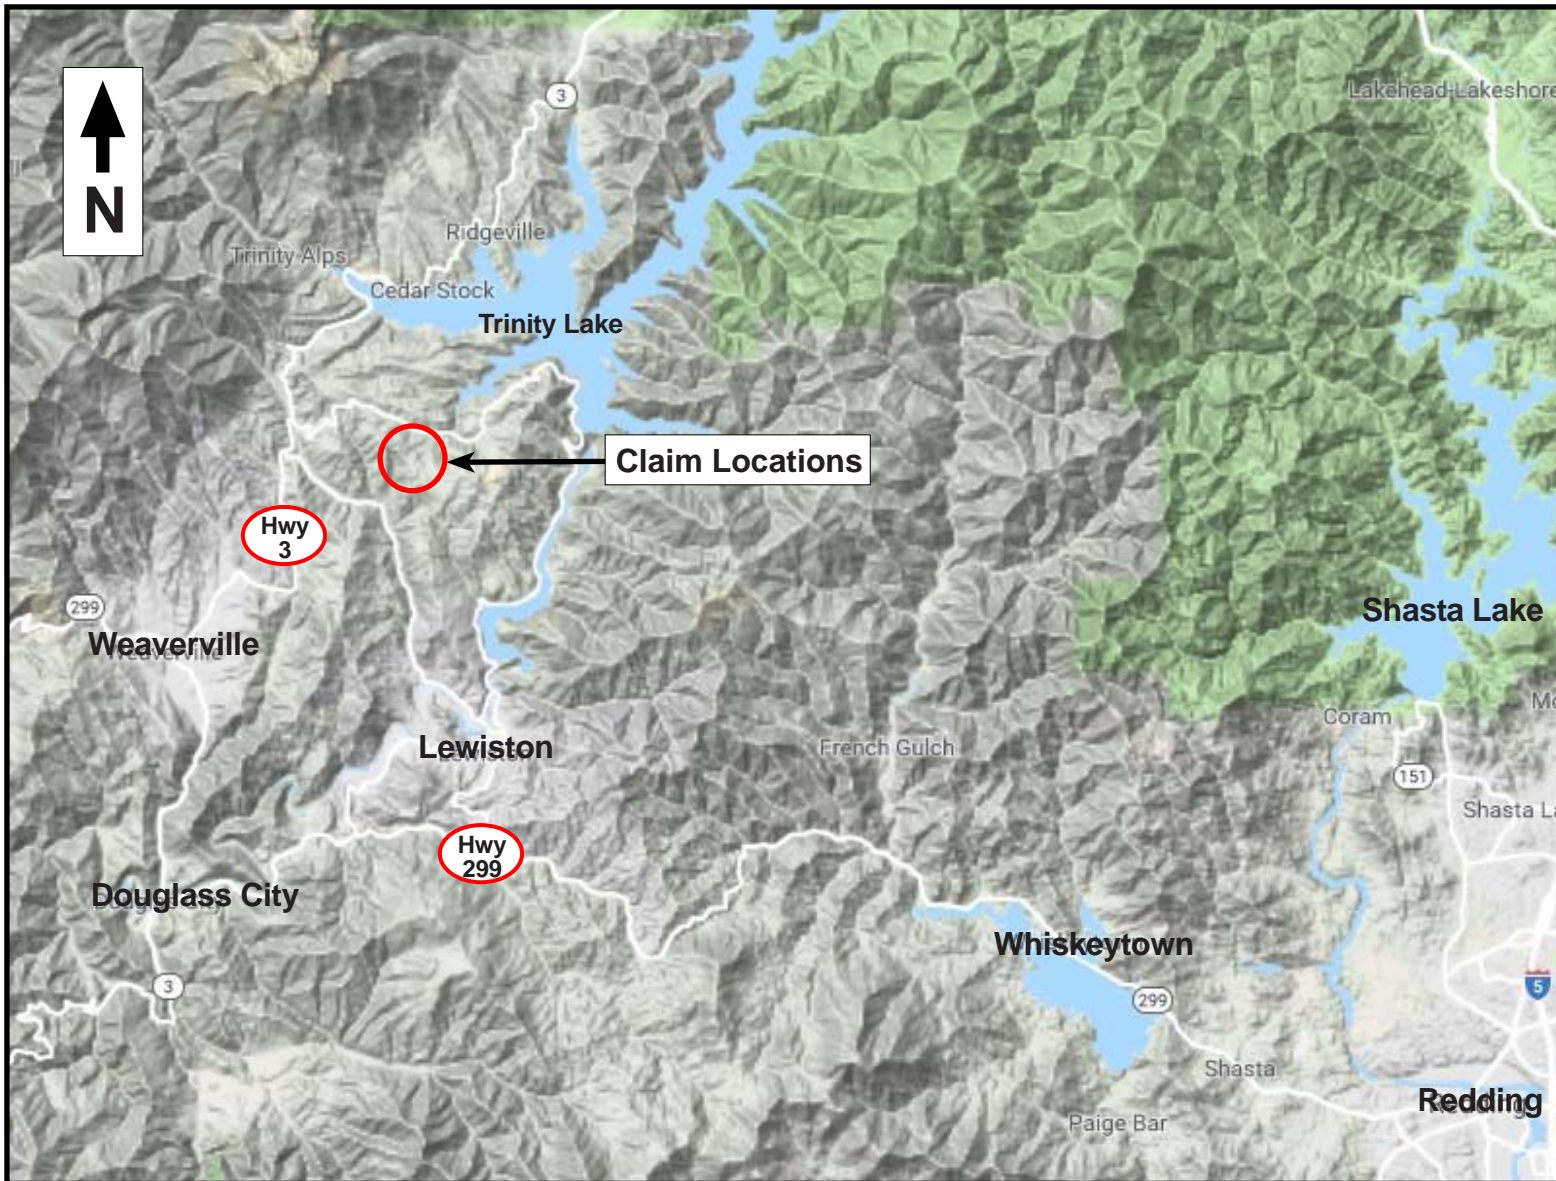 Lakehead-Lakeshore
3
N
Ridgeville
Trinity Alps
Cedar Stock
Trinity Lake
Claim Locations
Hwy
3
299
Weaverville
Shasta Lake
Coram
Lewiston
French Gulch
151
Shasta La
Hwy
299
Douglass City
Whiskeytown
3
5
299
Shasta
Redding
Paige Bar